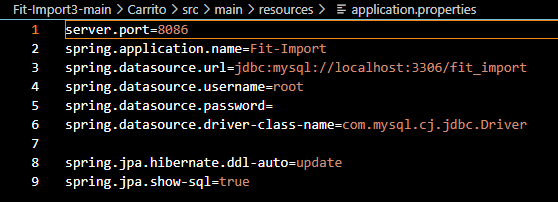 Fit-Import3-main > Carrito > src > main > resources > application.properties
1 server.port=8086
2 spring.application.name=Fit-Import
3 spring.datasource.url=jdbc:mysql://localhost:3306/fit_import
4 spring.datasource.username=root
5 spring.datasource.password=
6 spring.datasource.driver-class-name=com.mysql.cj.jdbc.Driver
7
8 spring.jpa.hibernate.ddl-auto=update
9 spring.jpa.show-sql=true